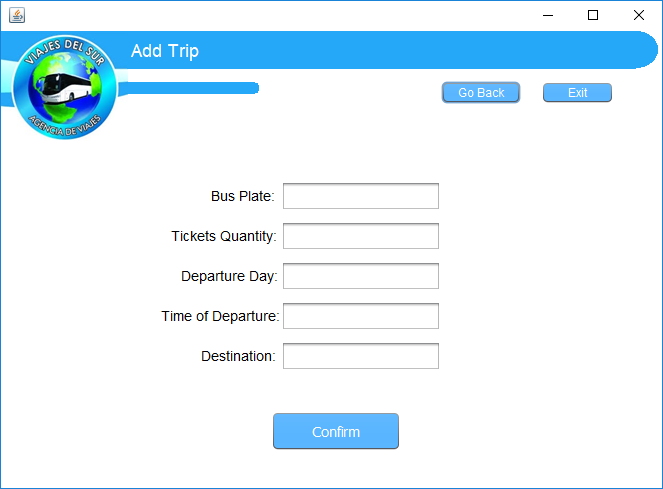 VIAJES DEL SUR
AGENCIA DE VIAJES
Add Trip
Go Back
Exit
Bus Plate:
Tickets Quantity:
Departure Day:
Time of Departure:
Destination:
Confirm